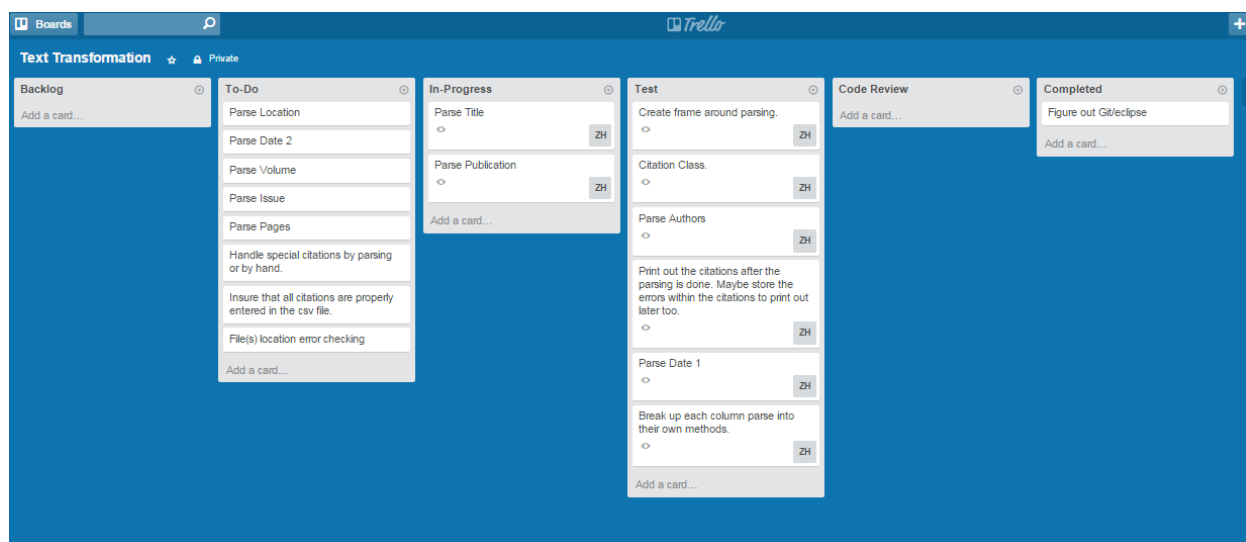 Boards
Trello
+
Text Transformation
Private
Backlog
Add a card...
To-Do
Parse Location
Parse Date 2
Parse Volume
Parse Issue
Parse Pages
Handle special citations by parsing
or by hand.
Insure that all citations are properly
entered in the csv file.
File(s) location error checking
Add a card...
In-Progress
Parse Title
ZH
Parse Publication
ZH
Add a card...
Test
Create frame around parsing.
ZH
Citation Class.
ZH
Parse Authors
ZH
Print out the citations after the
parsing is done. Maybe store the
errors within the citations to print out
later too.
ZH
Parse Date 1
ZH
Break up each column parse into
their own methods.
ZH
Add a card...
Code Review
Add a card...
Completed
Figure out Git/eclipse
Add a card...